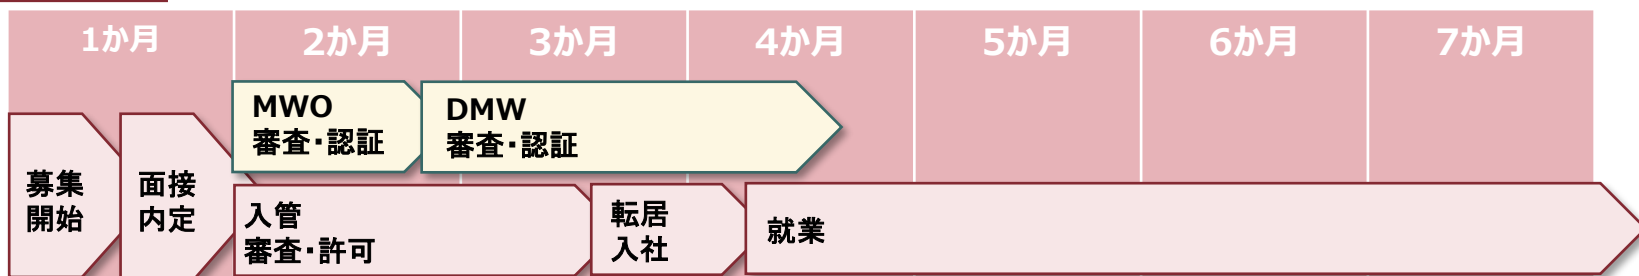 1か月
2か月
3か月
4か月
5か月
6か月
7か月
MWO
審査・認証
DMW
審査・認証
募集
開始
面接
内定
入管
審査・許可
転居
入社
就業